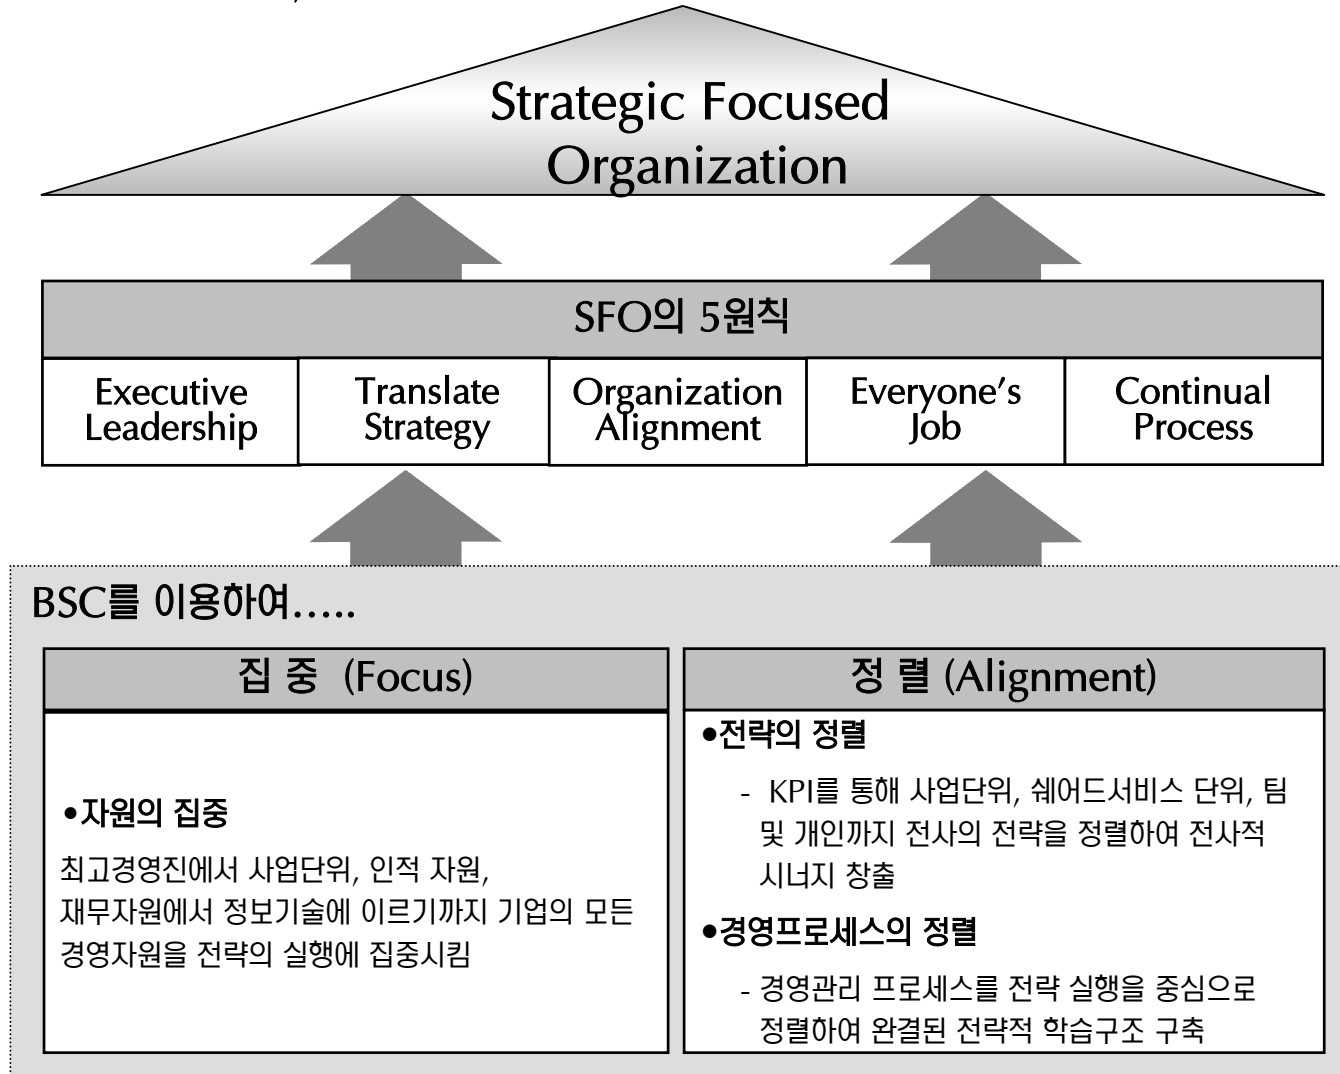 Strategic Focused
Organization
SFO의 5원칙
Executive
Leadership
Translate
Strategy
Organization
Alignment
Everyone's
Job
Continual
Process
BSC를 이용하여.....
집 중 (Focus)
•자원의 집중
최고경영진에서 사업단위, 인적 자원,
재무자원에서 정보기술에 이르기까지 기업의 모든
경영자원을 전략의 실행에 집중시킴
정 렬 (Alignment)
•전략의 정렬
- KPI를 통해 사업단위, 쉐어드서비스 단위, 팀
및 개인까지 전사의 전략을 정렬하여 전사적
시너지 창출
•경영프로세스의 정렬
- 경영관리 프로세스를 전략 실행을 중심으로
정렬하여 완결된 전략적 학습구조 구축